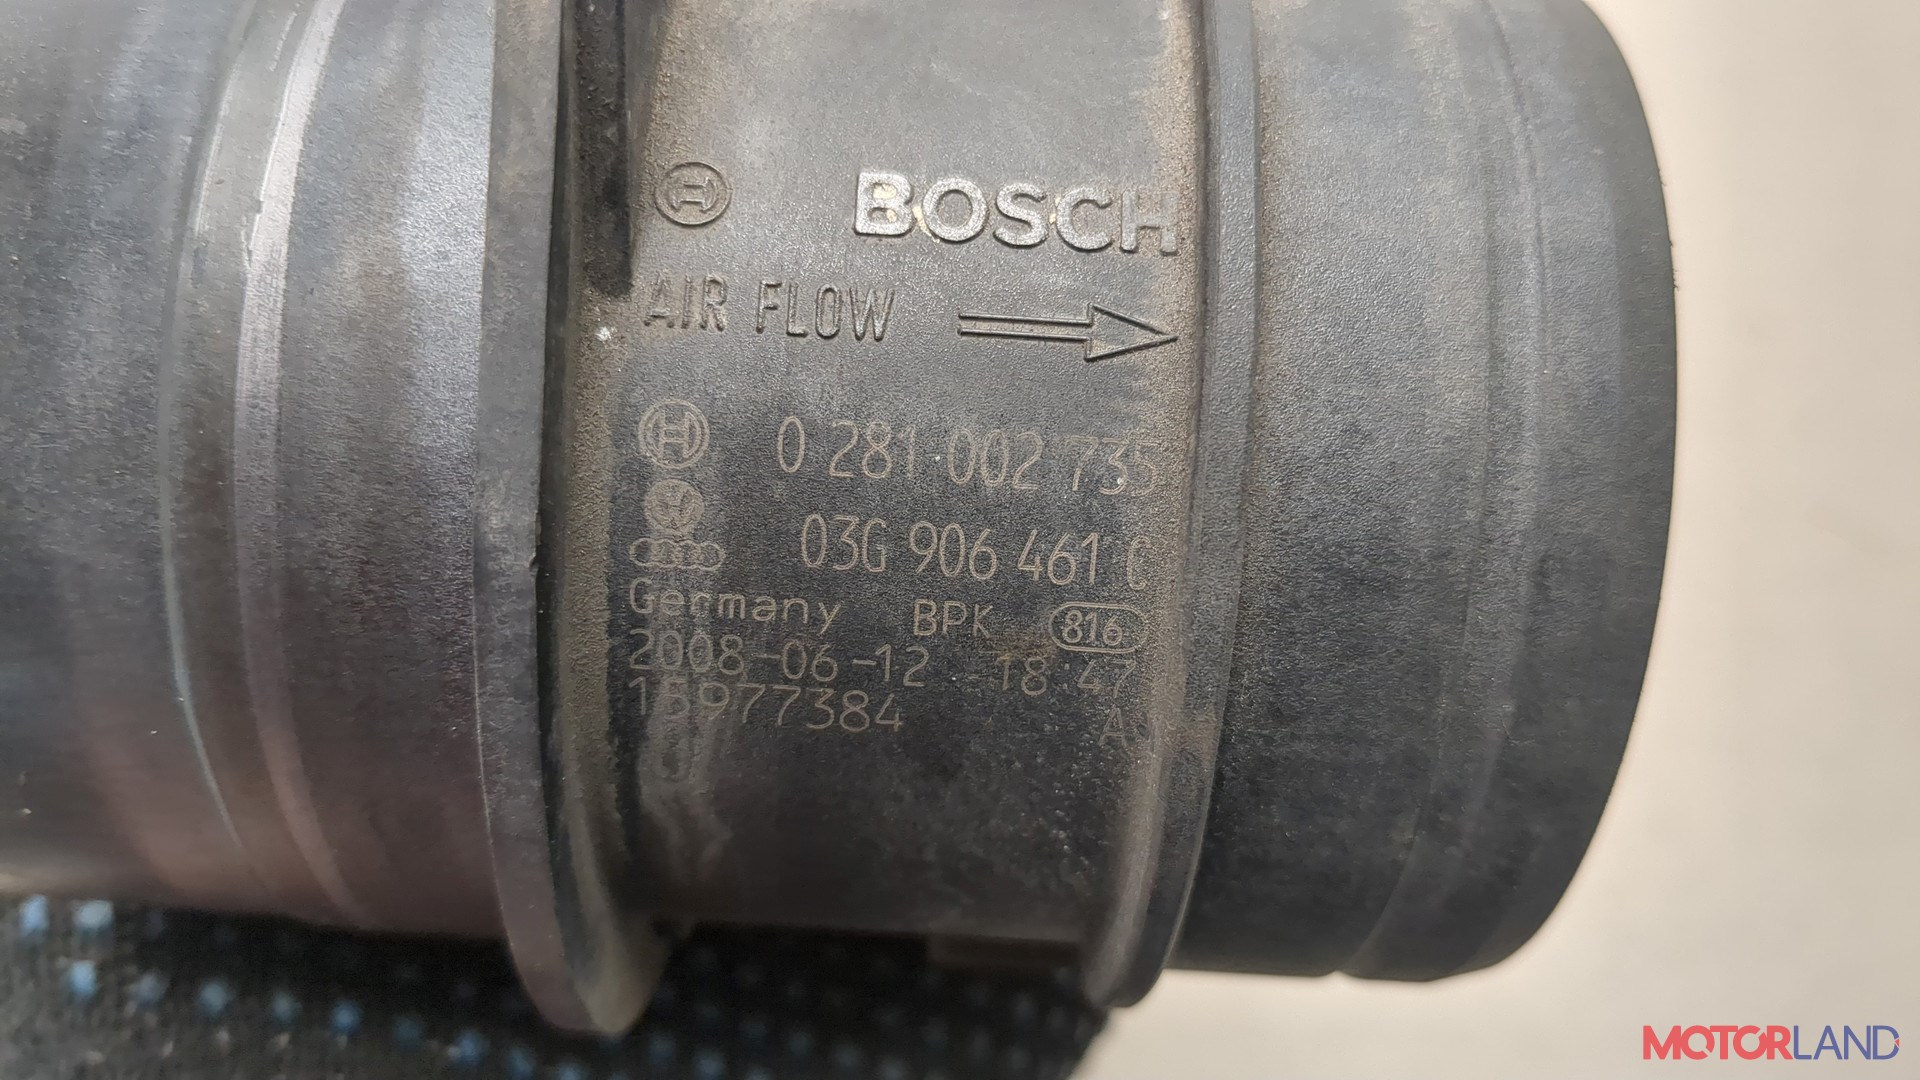 BOSCH
AIR FLOW
0 281 002 735
03G 906 461 C
Germany BPK 816
2008-06-12 18:47
15977384
MOTORLAND